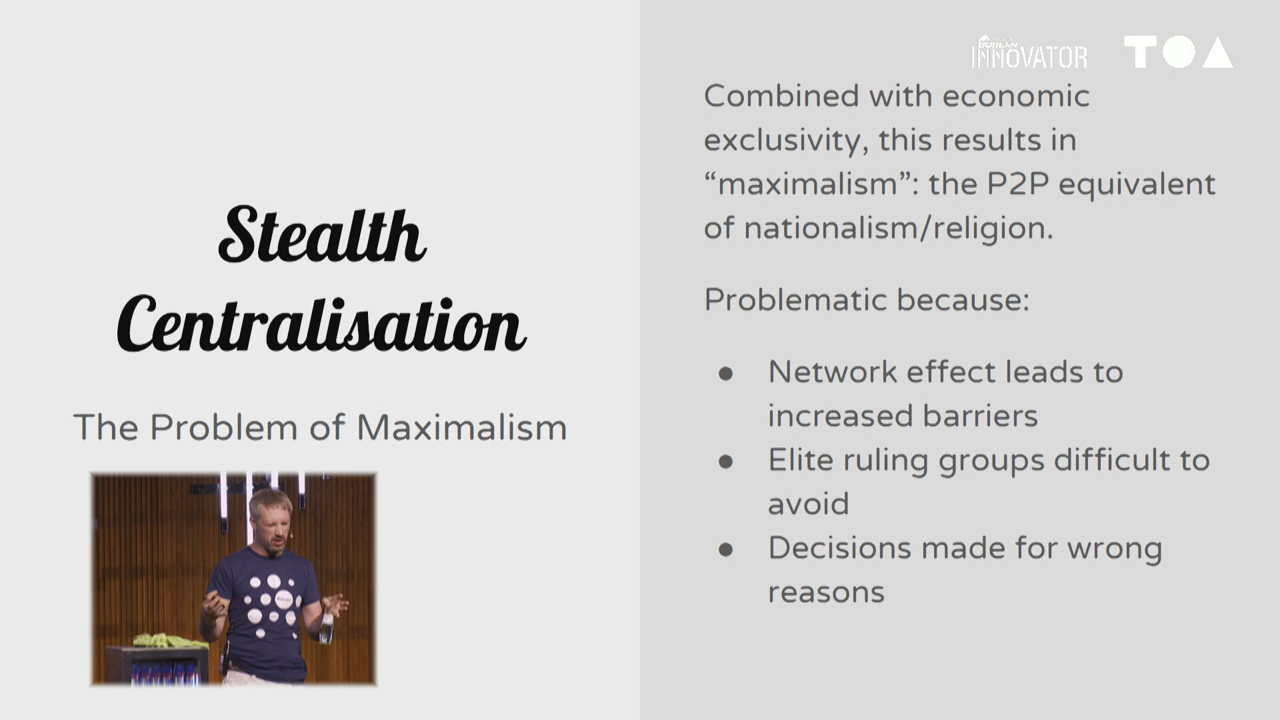 INNOVATOR
TOA
Stealth
Centralisation
The Problem of Maximalism
Combined with economic
exclusivity, this results in
“maximalism”: the P2P equivalent
of nationalism/religion.
Problematic because:
● Network effect leads to
increased barriers
● Elite ruling groups difficult to
avoid
● Decisions made for wrong
reasons